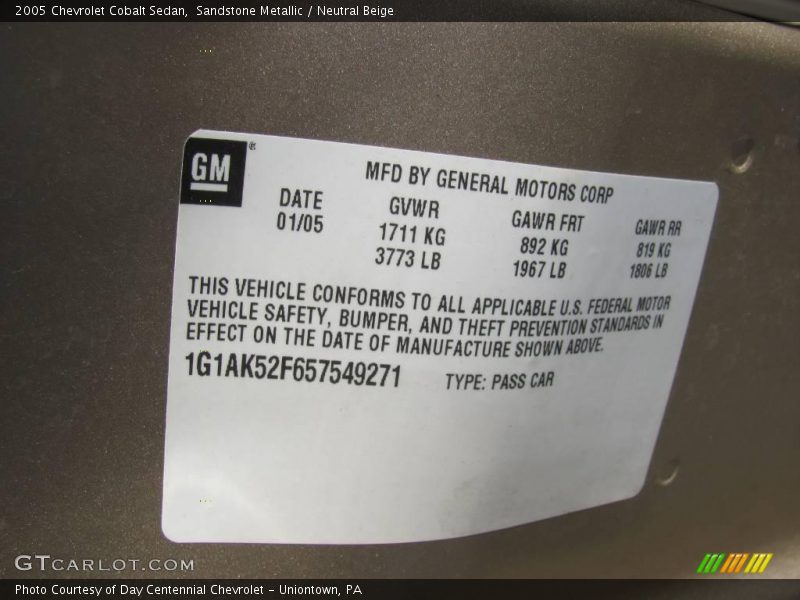 2005 Chevrolet Cobalt Sedan,  Sandstone Metallic / Neutral Beige
GM®
MFD BY GENERAL MOTORS CORP
DATE GVWR GAWR FRT GAWR RR
01/05 1711 KG 892 KG 819 KG
3773 LB 1967 LB 1806 LB
THIS VEHICLE CONFORMS TO ALL APPLICABLE U.S. FEDERAL MOTOR
VEHICLE SAFETY, BUMPER, AND THEFT PREVENTION STANDARDS IN
EFFECT ON THE DATE OF MANUFACTURE SHOWN ABOVE.
1G1AK52F657549271 TYPE: PASS CAR
GTCARLOT.COM
Photo Courtesy of Day Centennial Chevrolet - Uniontown, PA